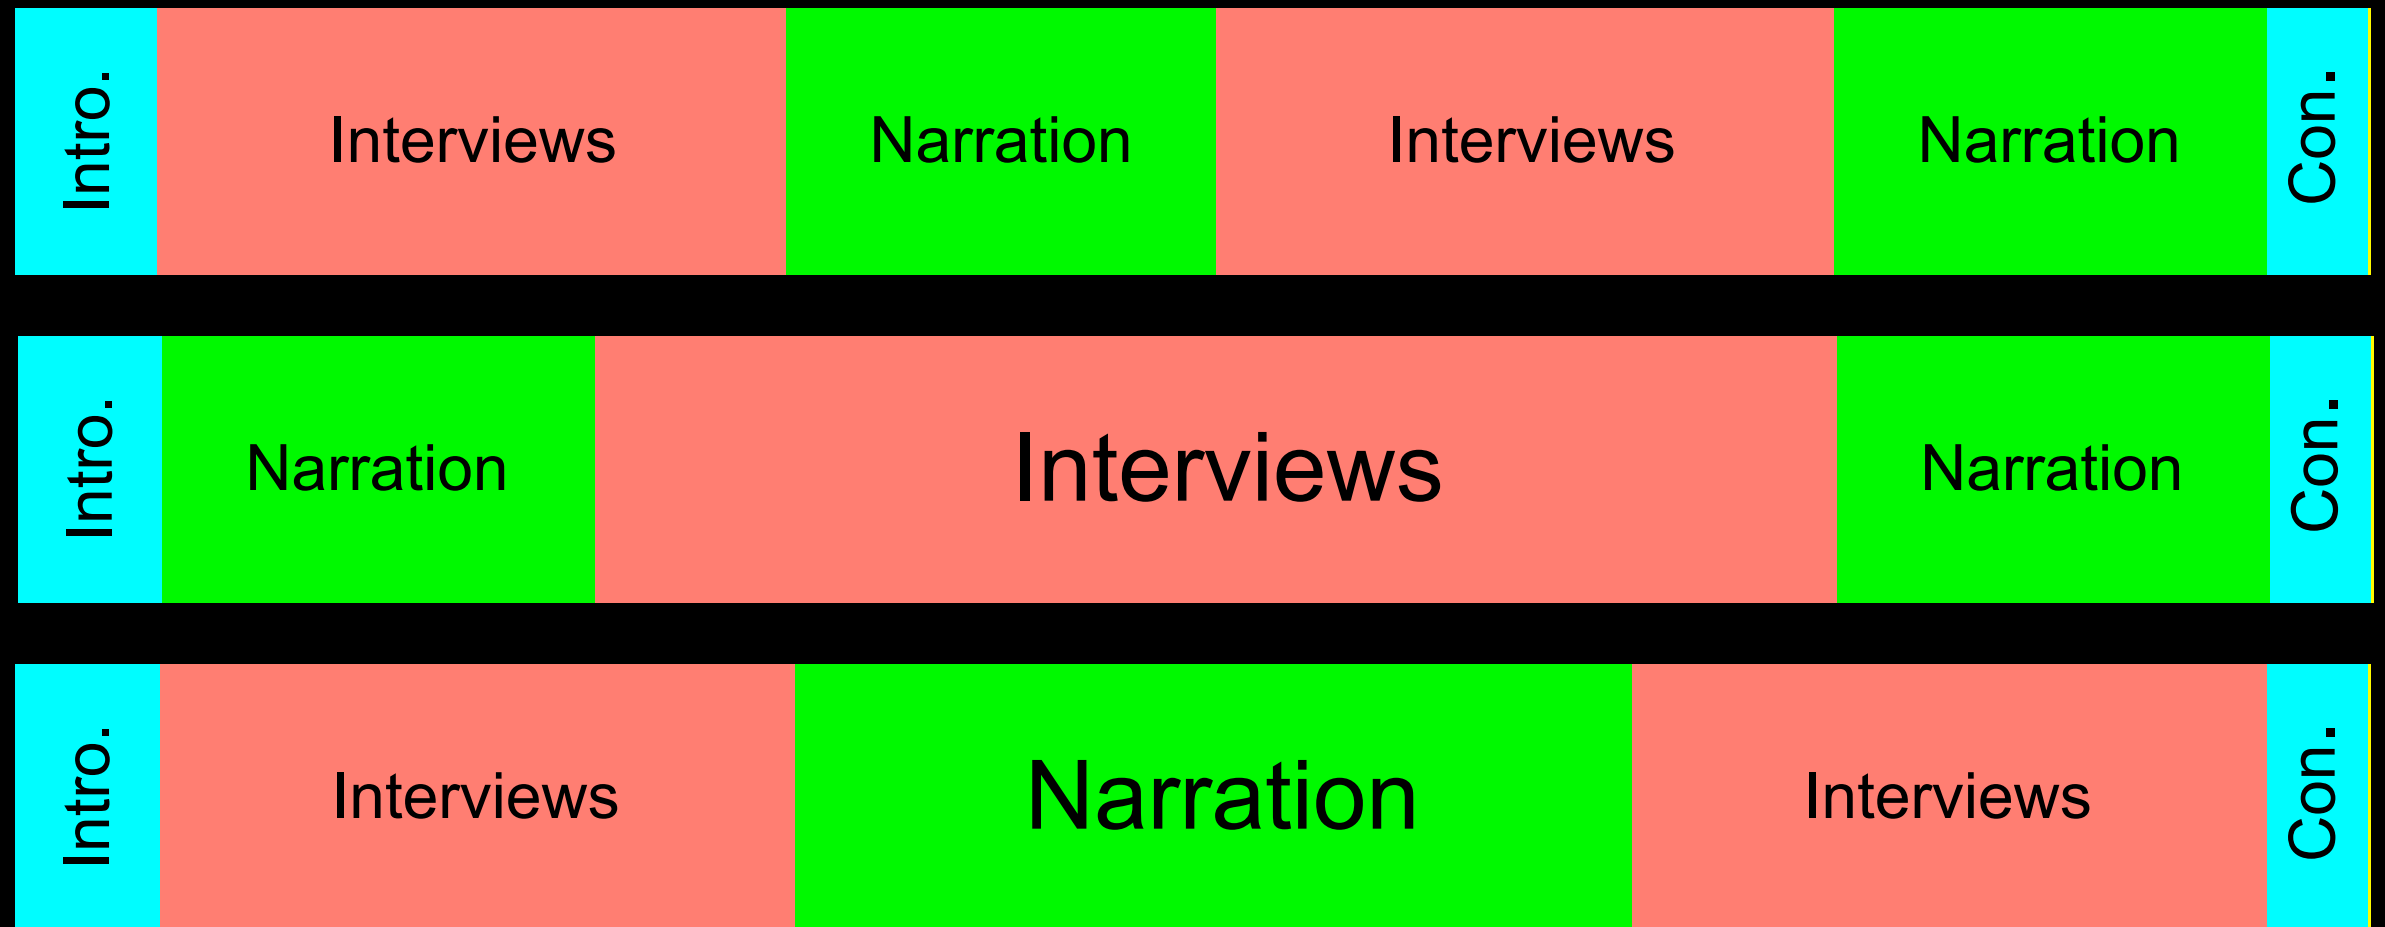 Intro.
Interviews
Narration
Interviews
Narration
Con.
Intro.
Narration
Interviews
Narration
Con.
Intro.
Interviews
Narration
Interviews
Con.